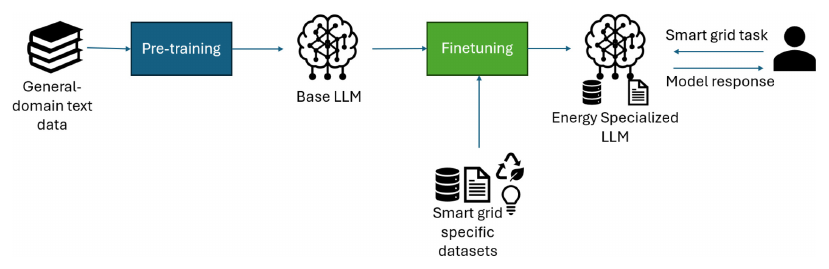 General-
domain text
data
Pre-training
Base LLM
Finetuning
Smart grid
specific
datasets
Energy Specialized
LLM
Smart grid task
Model response